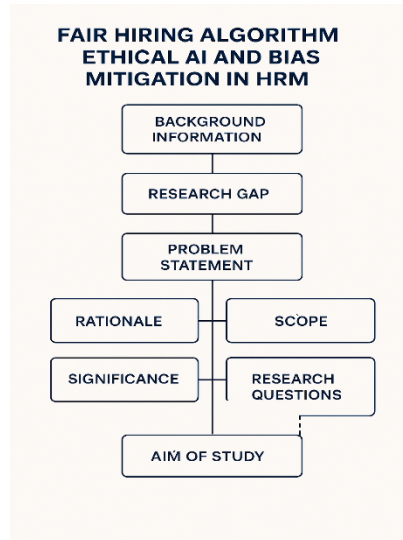 FAIR HIRING ALGORITHM
ETHICAL AI AND BIAS
MITIGATION IN HRM
BACKGROUND
INFORMATION
RESEARCH GAP
PROBLEM
STATEMENT
RATIONALE
SCOPE
SIGNIFICANCE
RESEARCH
QUESTIONS
AIM OF STUDY